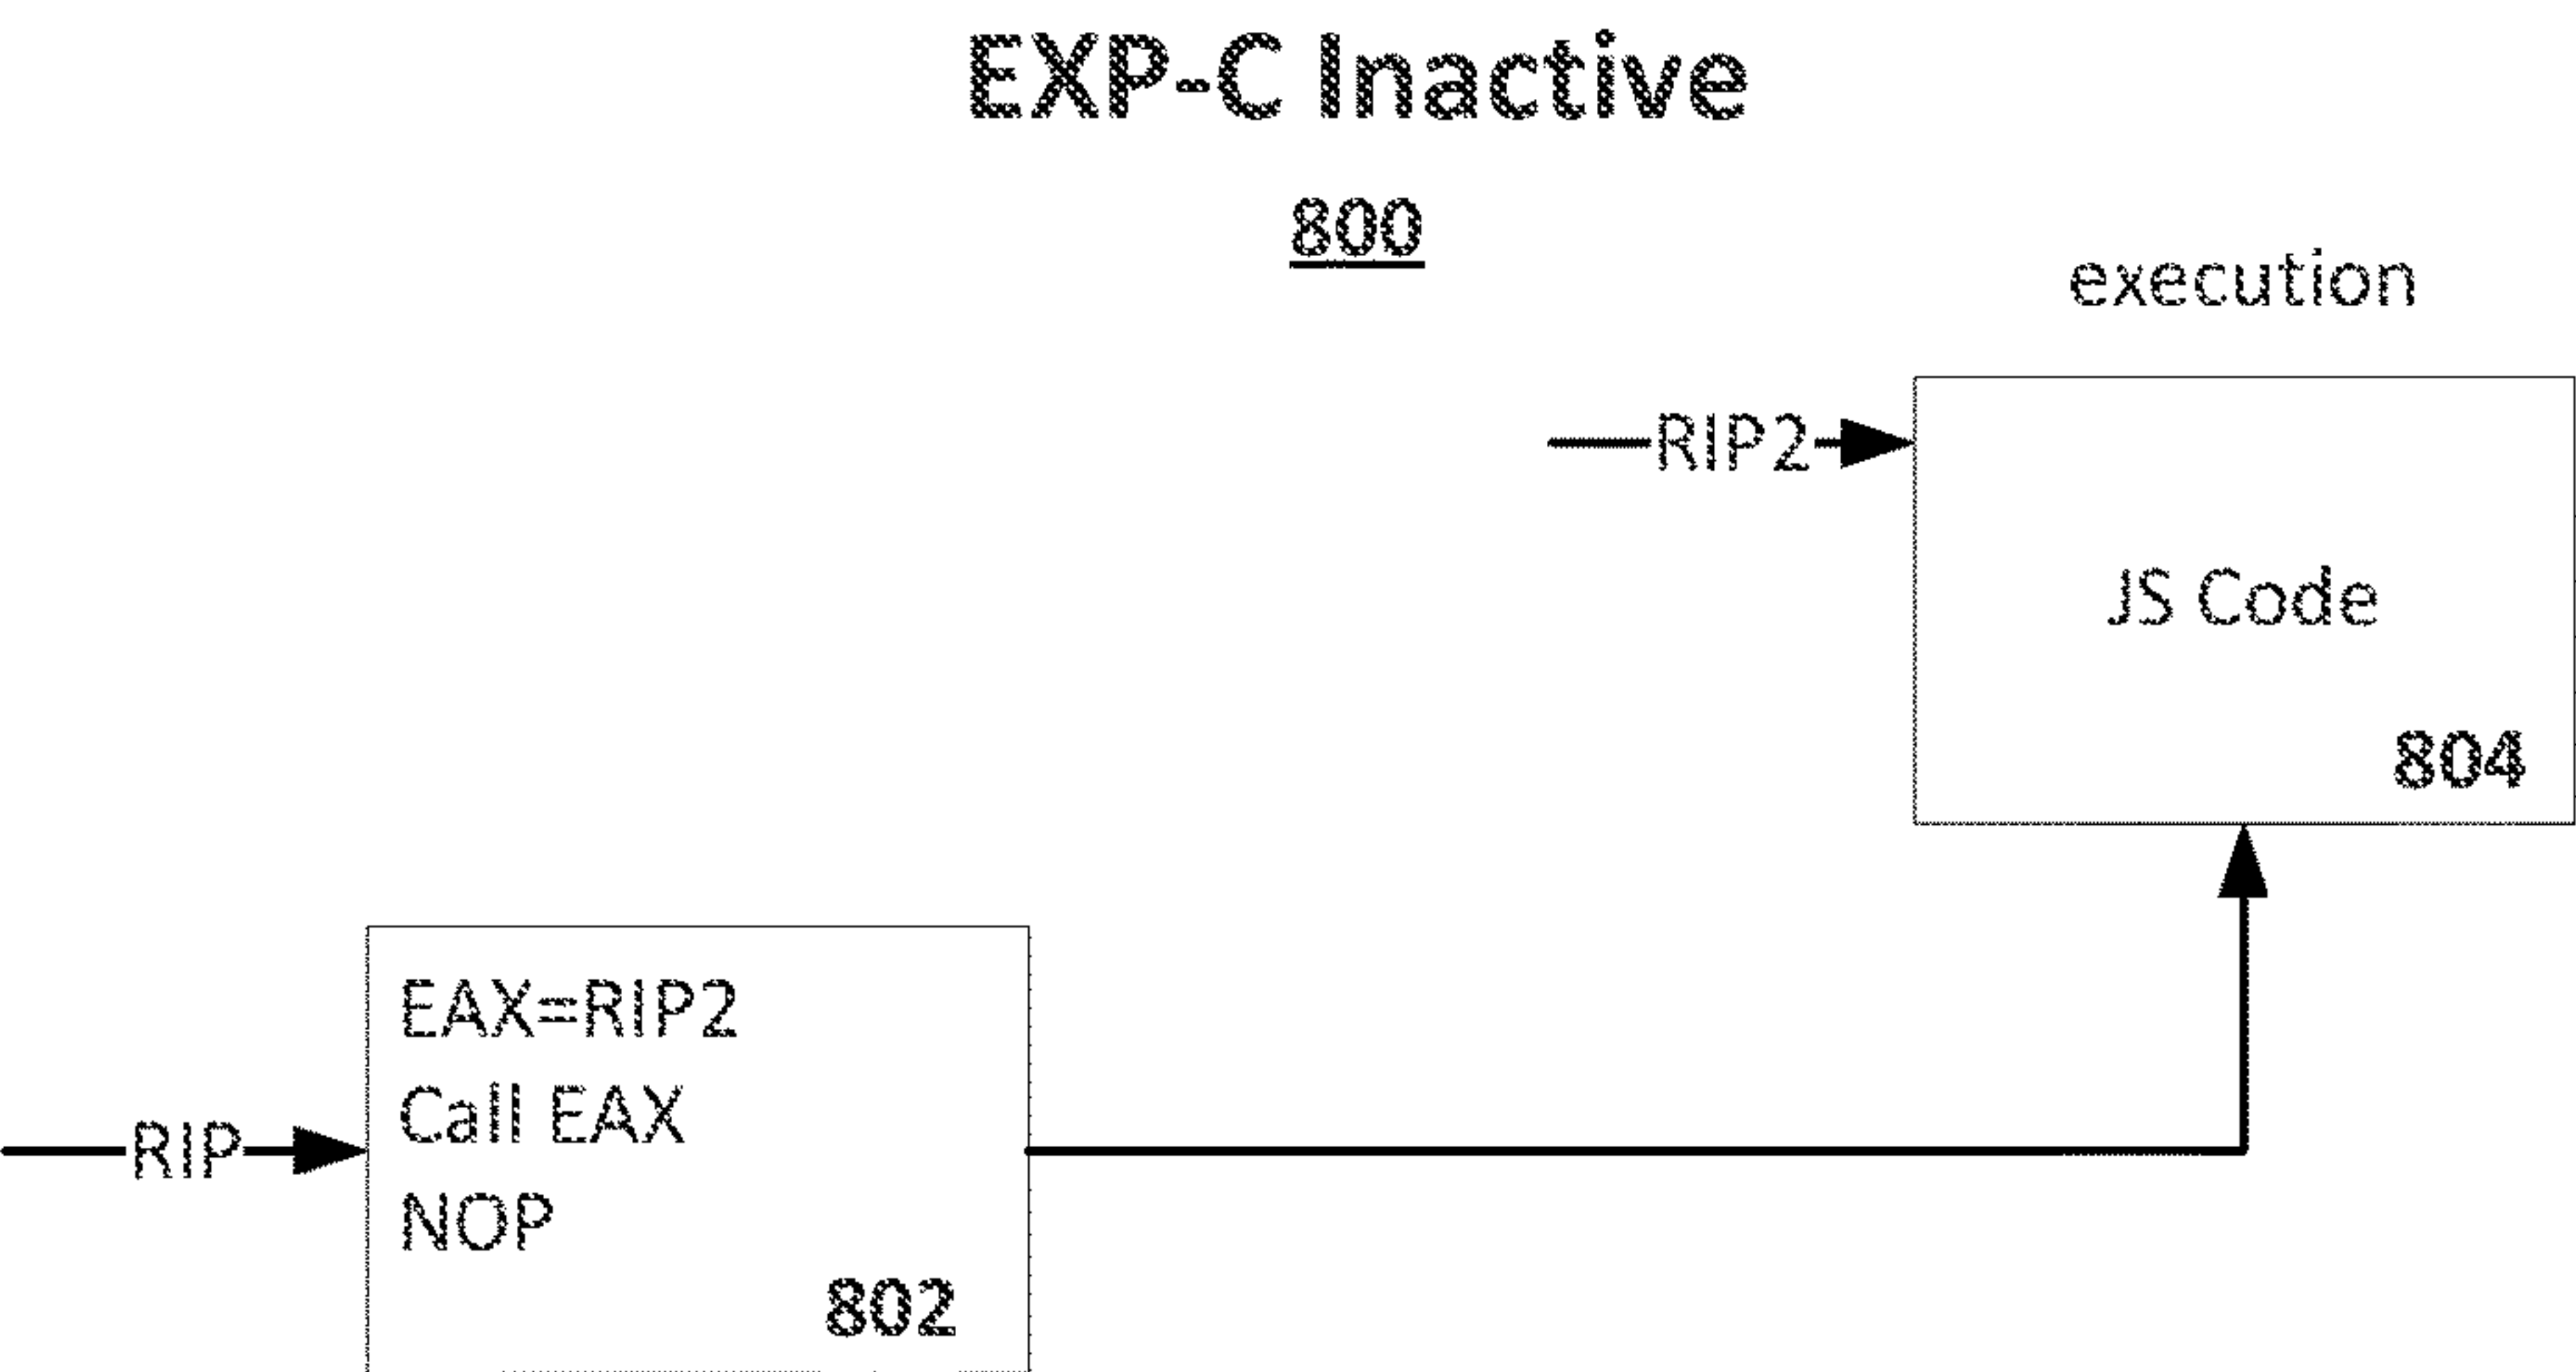 EXP-C Inactive
800
execution
RIP2
JS Code
804
EAX=RIP2
Call EAX
RIP
NOP
802